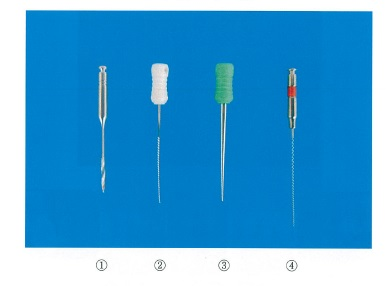 ① ② ③ ④